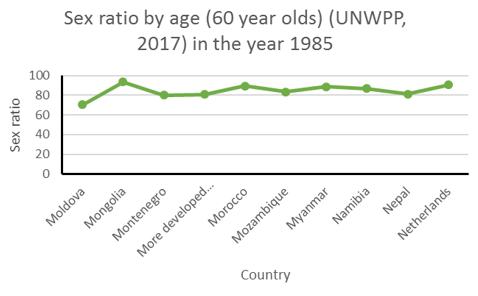 Sex ratio by age (60 year olds) (UNWPP,
2017) in the year 1985
100
80
60
40
20
0
Sex ratio
Moldova
Mongolia
Montenegro
More developed…
Morocco
Mozambique
Myanmar
Namibia
Nepal
Netherlands
Country